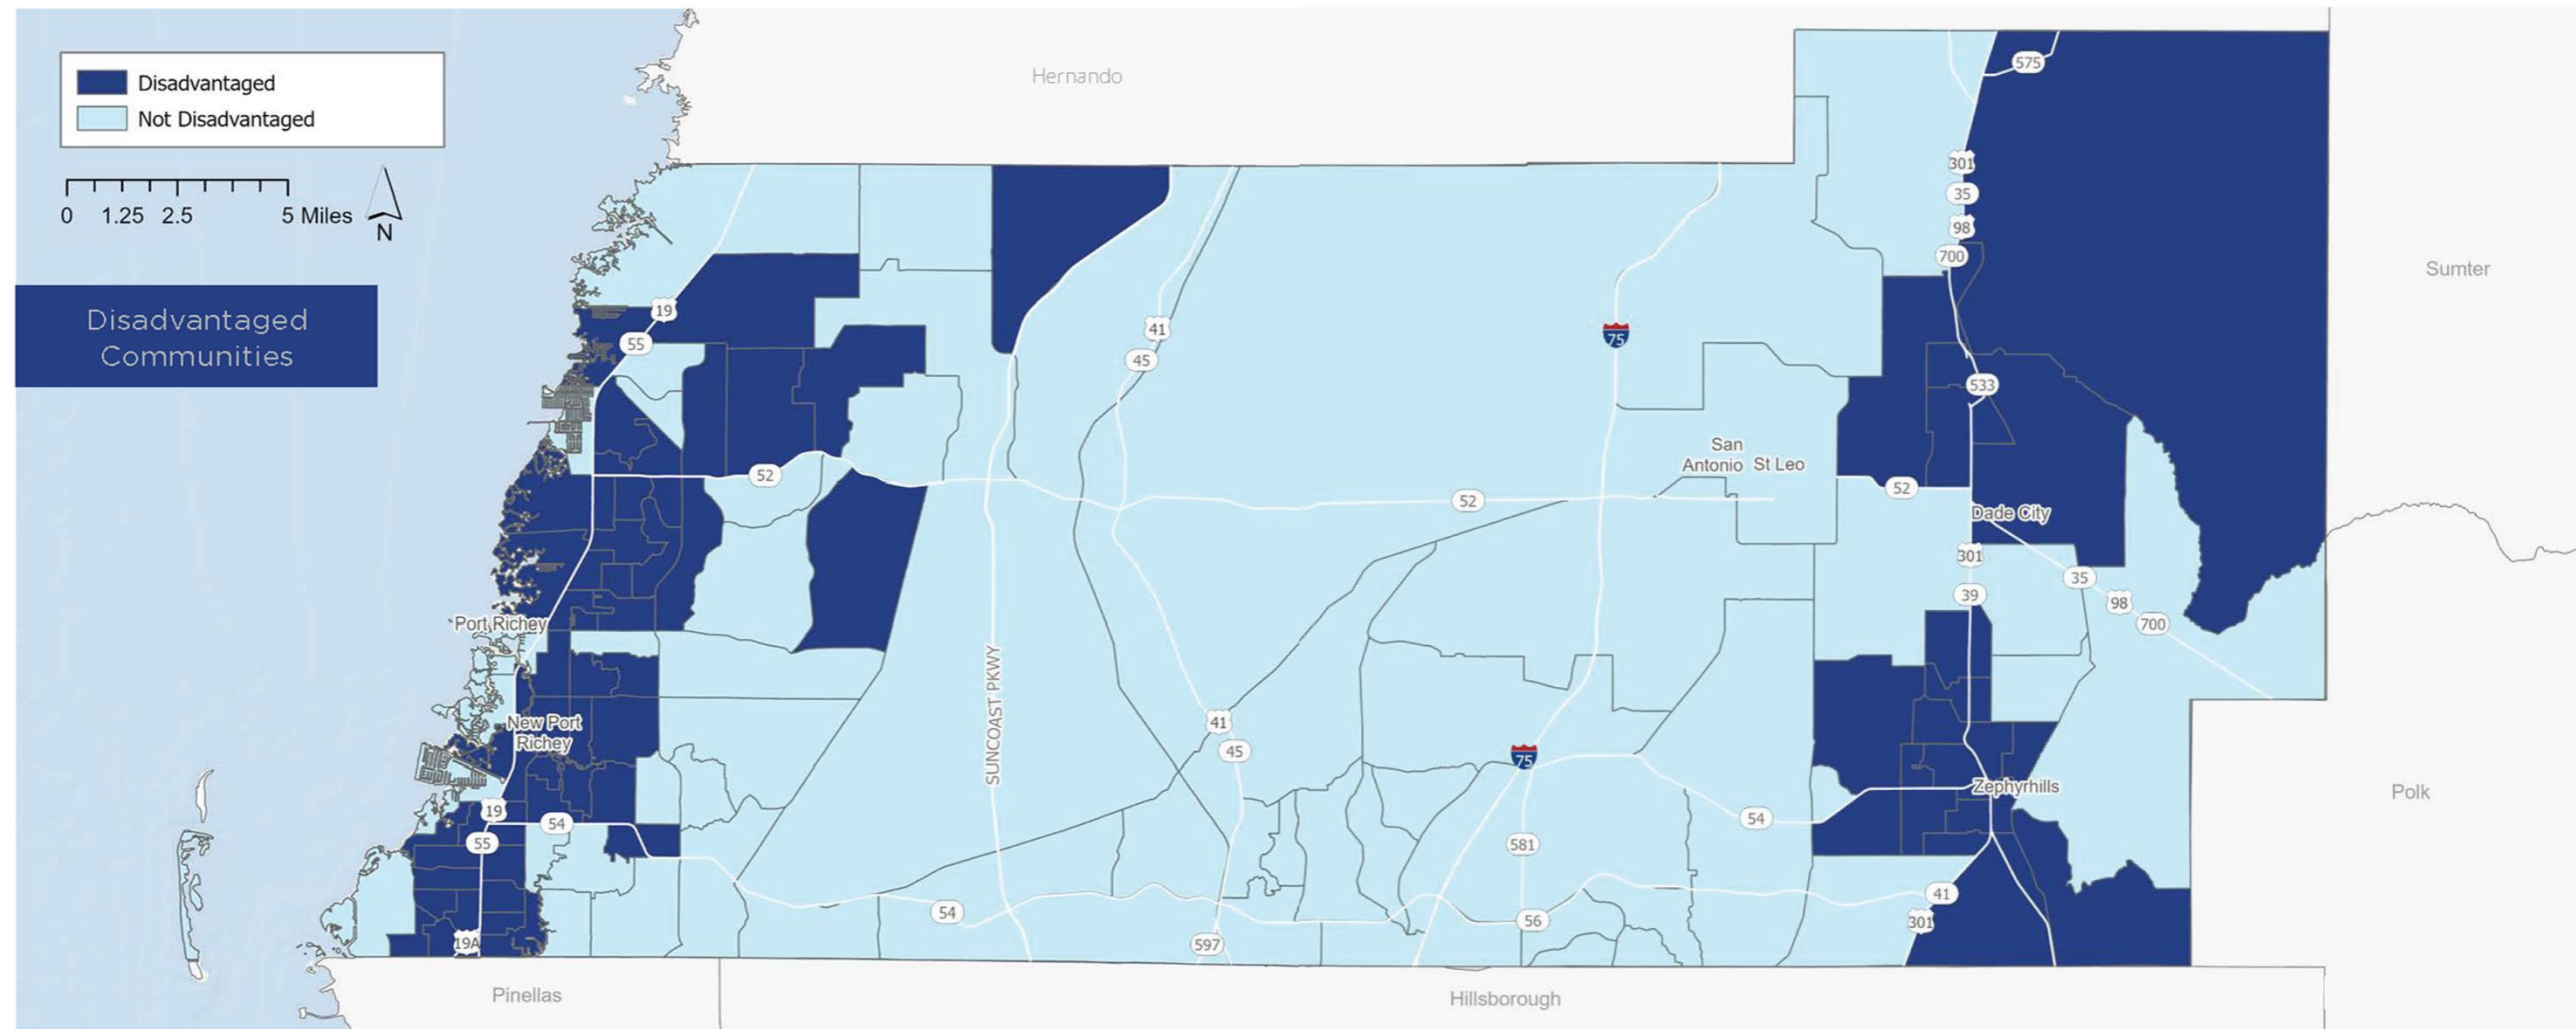 Disadvantaged
Not Disadvantaged
0 1.25 2.5 5 Miles
N
Disadvantaged
Communities
Hernando
575
301
35
98
700
Sumter
19
55
41
45
75
533
San
Antonio St Leo
52
52
52
Dade City
301
39
35
98
700
Port Richey
New Port
Richey
SUNCOAST PKWY
41
45
75
Zephyrhills
Polk
19
54
55
54
581
54
56
41
301
19A
597
Pinellas
Hillsborough